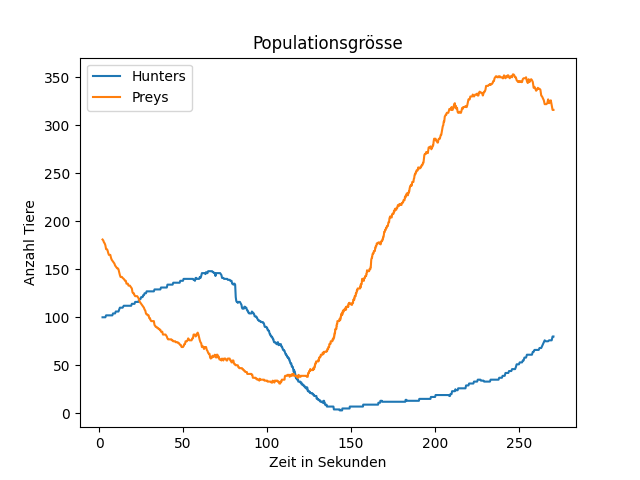 Populationsgrösse
Hunters
Preys
350
300
250
200
150
100
50
0
Anzahl Tiere
0 50 100 150 200 250
Zeit in Sekunden